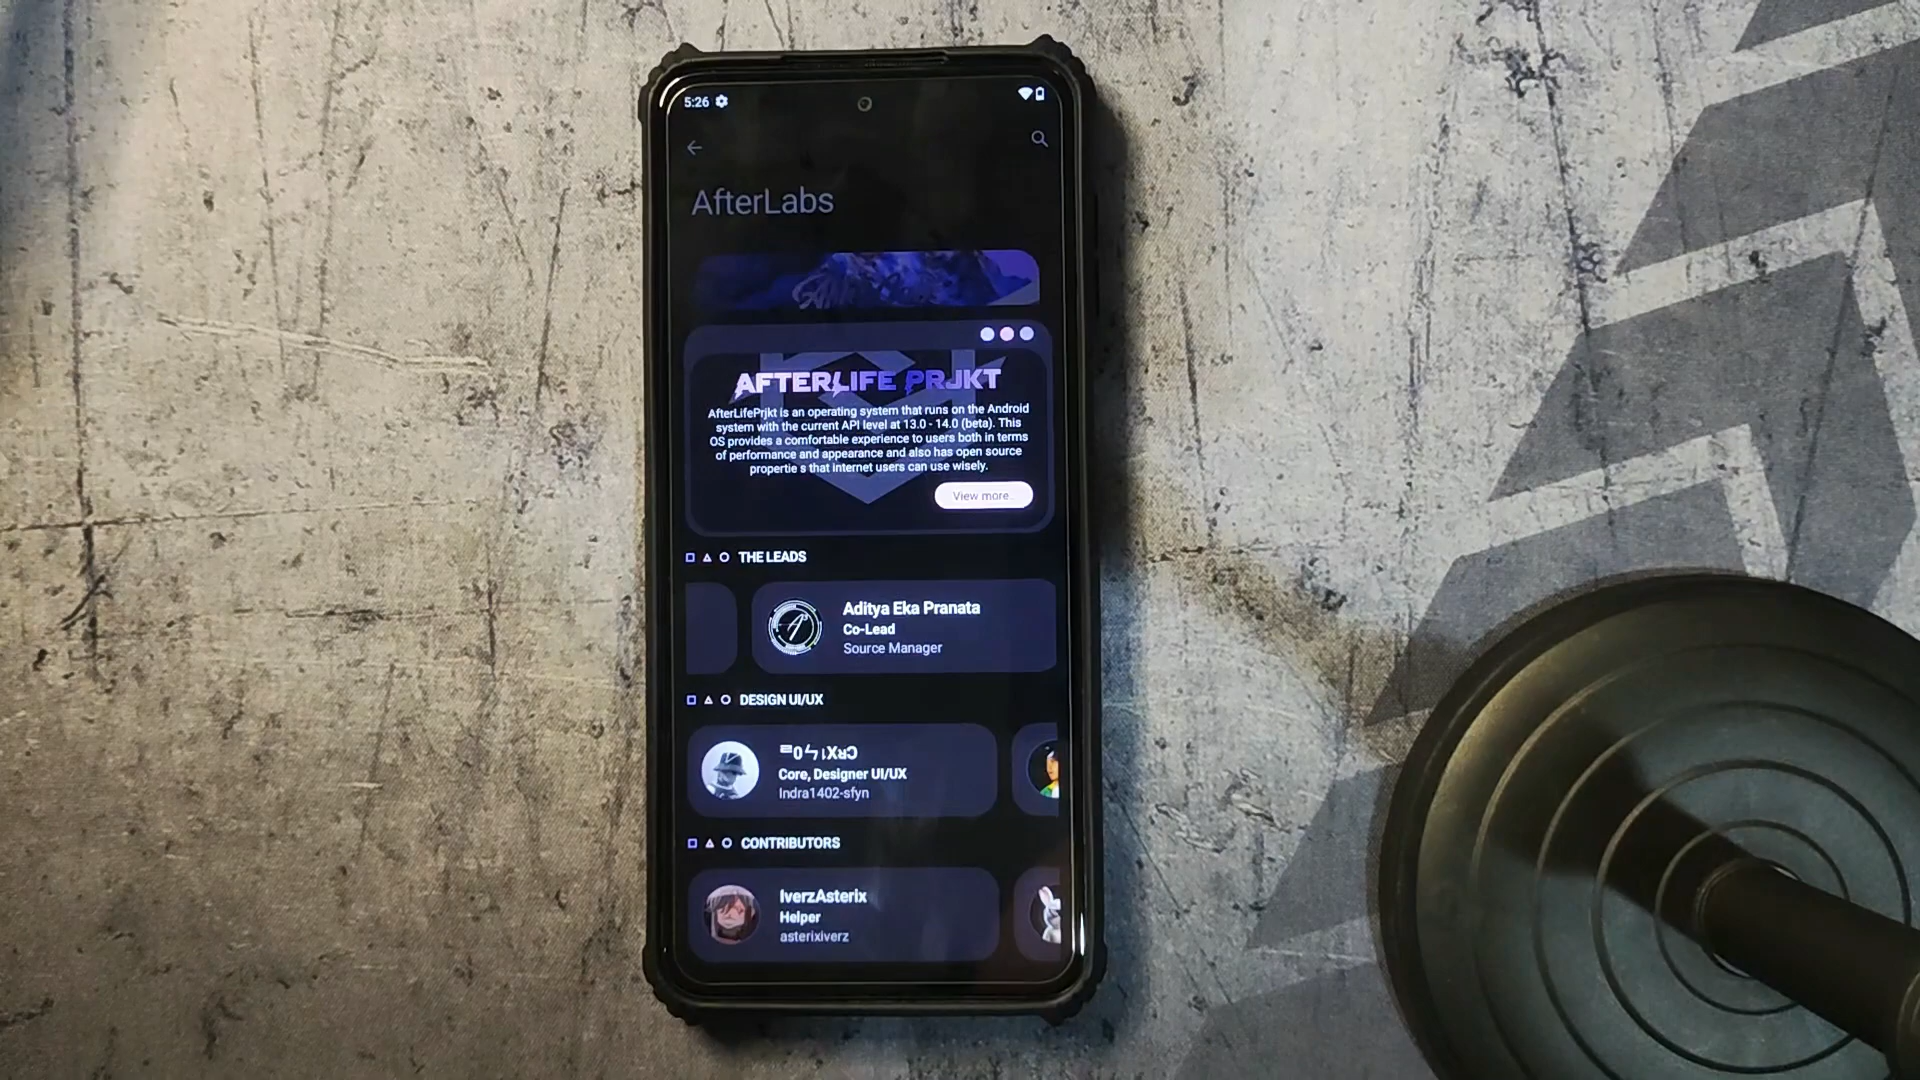 5:26
AfterLabs
AFTERLIFE PRJKT
AfterLifePrjkt is an operating system that runs on the Android
system with the current API level at 13.0 - 14.0 (beta). This
OS provides a comfortable experience to users both in terms
of performance and appearance and also has open source
propertie s that internet users can use wisely.
View more..
THE LEADS
Aditya Eka Pranata
Co-Lead
Source Manager
DESIGN UI/UX
Core, Designer UI/UX
Indra1402-sfyn
CONTRIBUTORS
IverzAsterix
Helper
asterixiverz